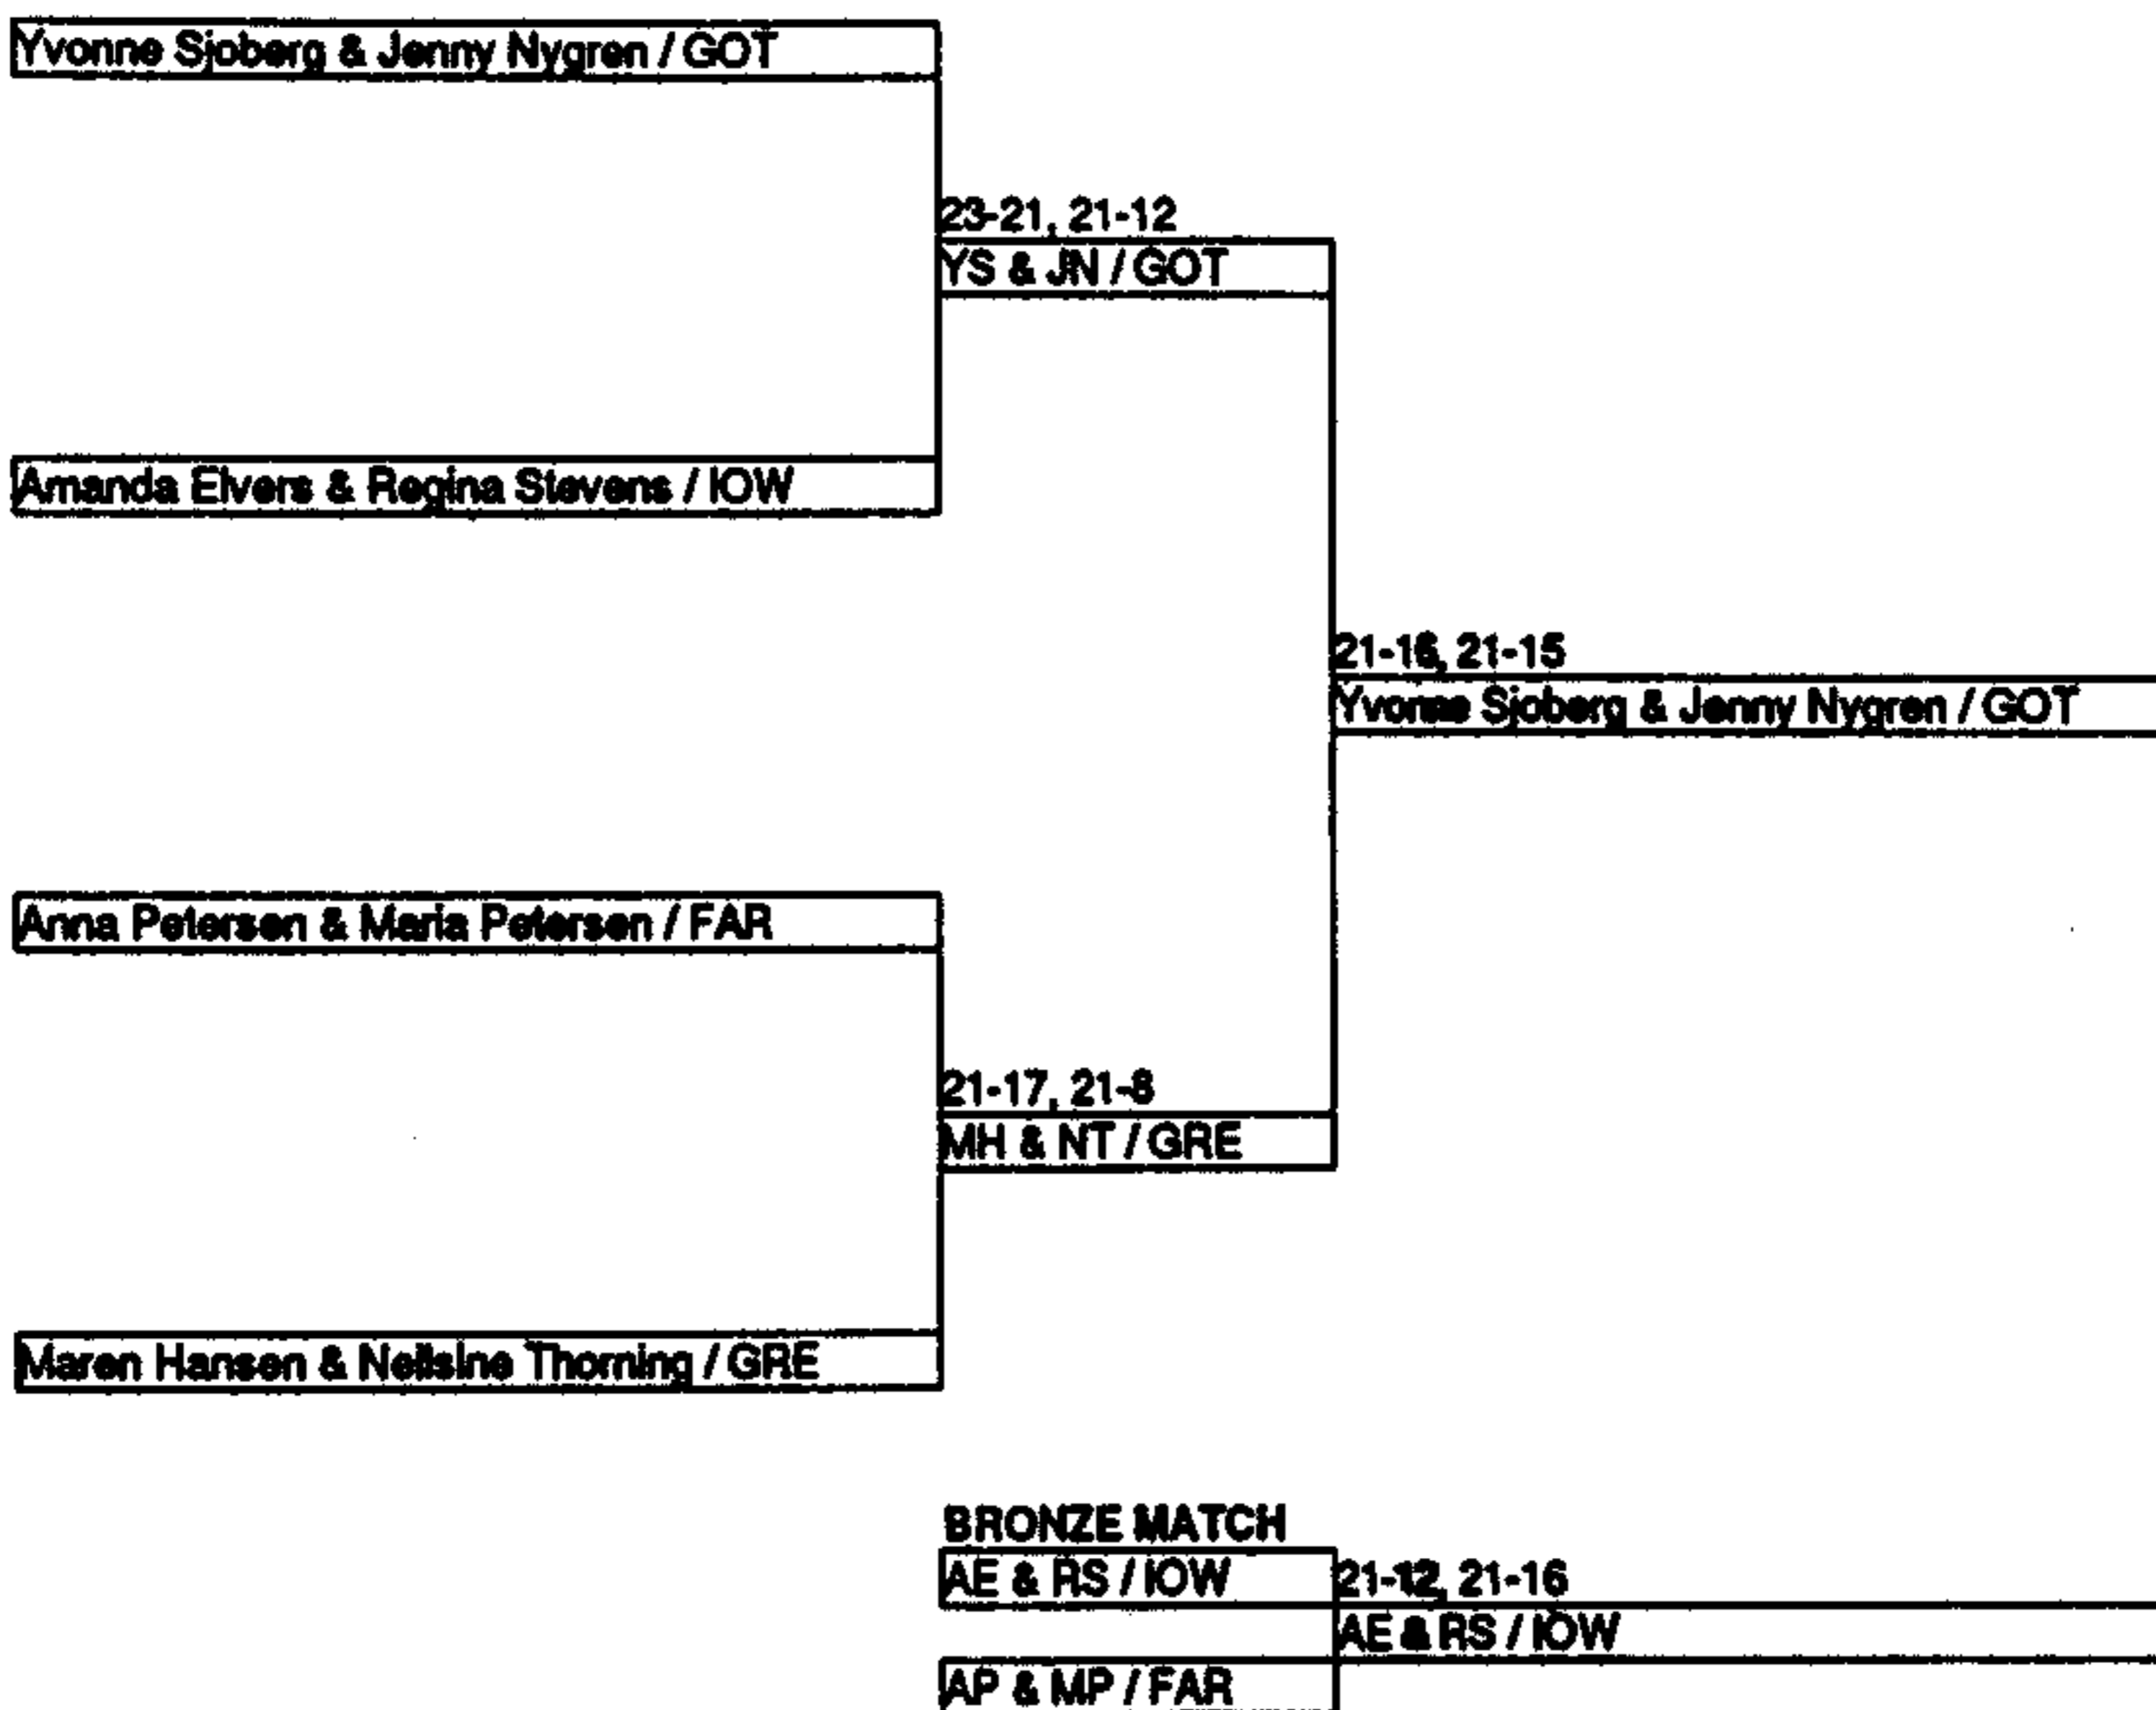 Yvonne Sjoberg & Jenny Nygren / GOT
23-21, 21-12
YS & JN / GOT
Amanda Elvers & Regina Stevens / IOW
21-16, 21-15
Yvonne Sjoberg & Jenny Nygren / GOT
Anna Petersen & Maria Petersen / FAR
21-17, 21-8
MH & NT / GRE
Maren Hansen & Neilsine Thorning / GRE
BRONZE MATCH
AE & RS / IOW
21-12, 21-16
AE & RS / IOW
AP & MP / FAR